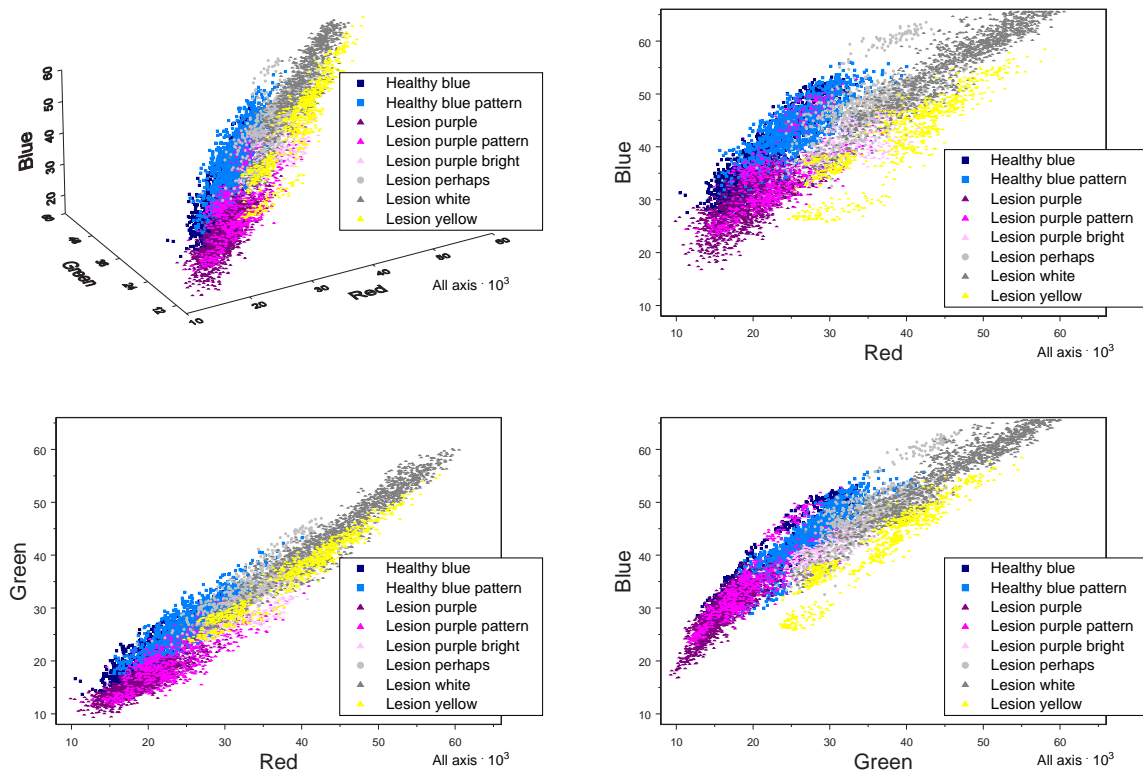 Blue
60
50
40
30
20
Green
48
36
24
12
10
20
30
40
50
60
Red
All axis · 10³
Healthy blue
Healthy blue pattern
Lesion purple
Lesion purple pattern
Lesion purple bright
Lesion perhaps
Lesion white
Lesion yellow
Blue
60
50
40
30
20
10
10
20
30
40
50
60
Red
All axis · 10³
Healthy blue
Healthy blue pattern
Lesion purple
Lesion purple pattern
Lesion purple bright
Lesion perhaps
Lesion white
Lesion yellow
Green
60
50
40
30
20
10
10
20
30
40
50
60
Red
All axis · 10³
Healthy blue
Healthy blue pattern
Lesion purple
Lesion purple pattern
Lesion purple bright
Lesion perhaps
Lesion white
Lesion yellow
Blue
60
50
40
30
20
10
10
20
30
40
50
60
Green
All axis · 10³
Healthy blue
Healthy blue pattern
Lesion purple
Lesion purple pattern
Lesion purple bright
Lesion perhaps
Lesion white
Lesion yellow